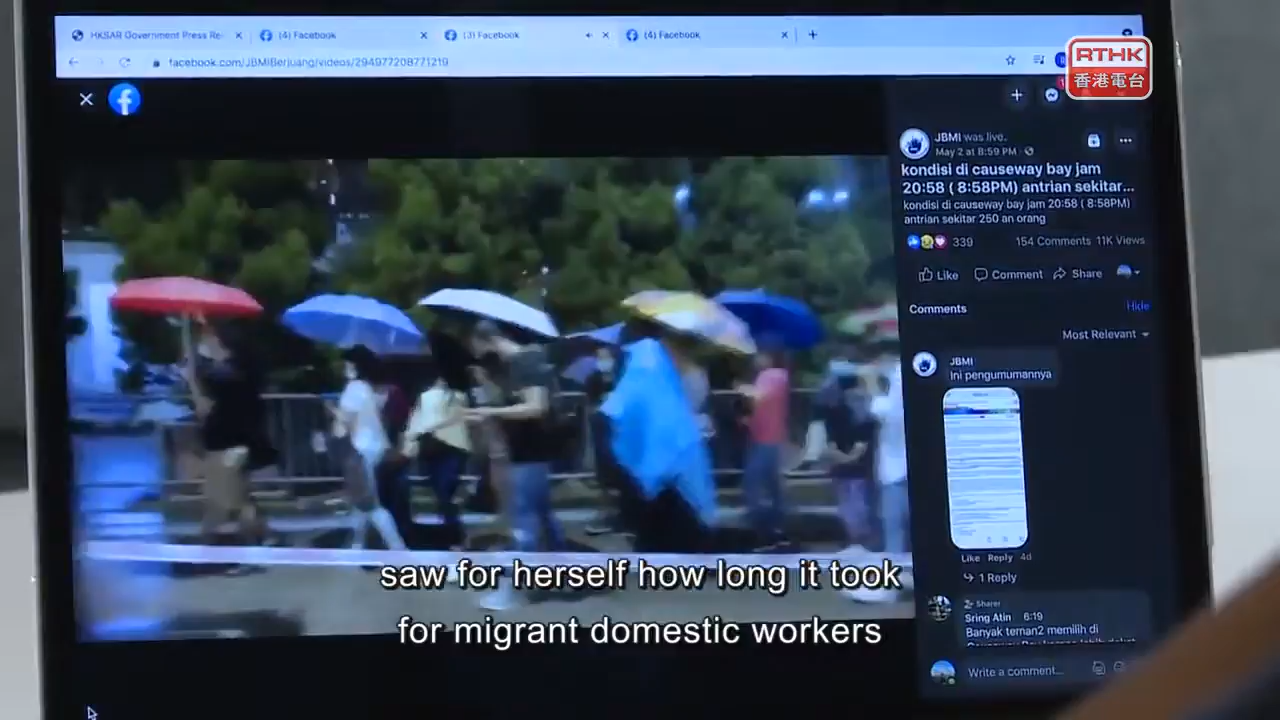 HKSAR Government Press Re
(4) Facebook
(3) Facebook
(4) Facebook
facebook.com/JBMIBerjuang/videos/294977208771219
RTHK
香港電台
JBMI was live.
May 2 at 8:59 PM
kondisi di causeway bay jam
20:58 ( 8:58PM) antrian sekitar...
kondisi di causeway bay jam 20:58 ( 8:58PM)
antrian sekitar 250 an orang
339
154 Comments 11K Views
Like
Comment
Share
Comments
Hide
Most Relevant
JBMI
Ini pengumumannya
Like Reply 4d
1 Reply
Sharer
Sring Atin 6:19
Banyak teman2 memilih di
Write a comment...
saw for herself how long it took
for migrant domestic workers